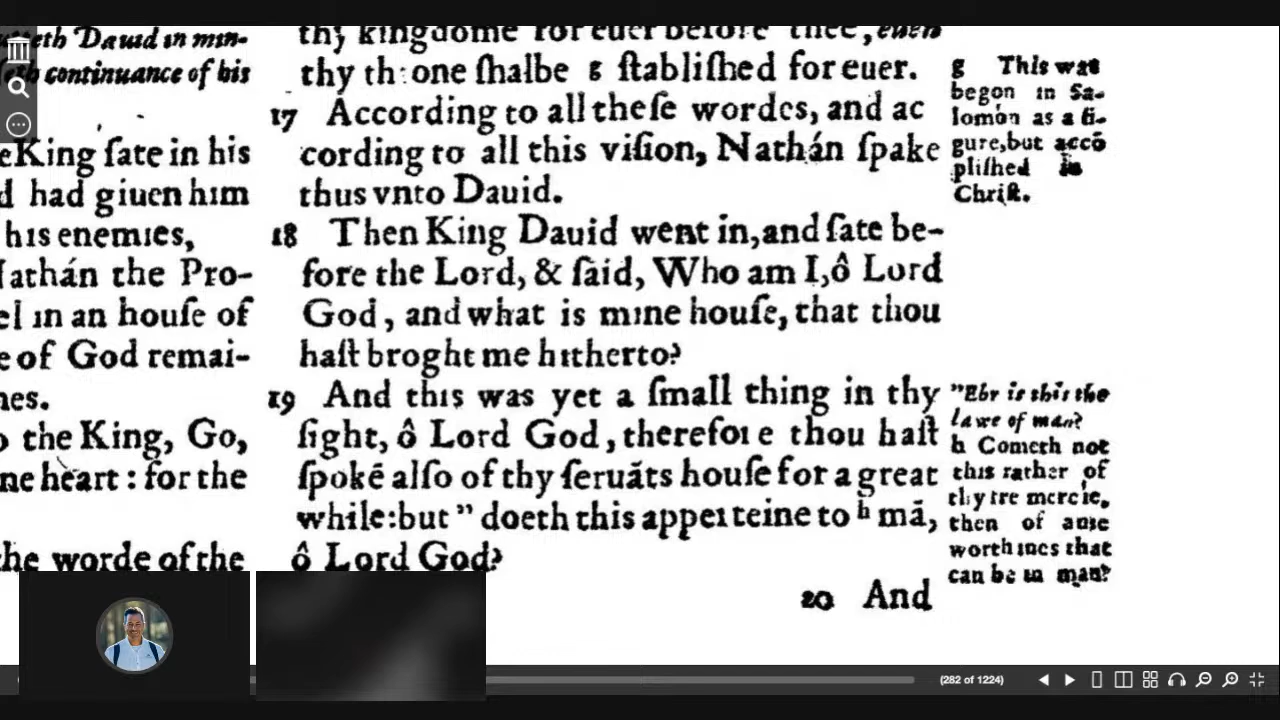 Dauid in min-
continuance of his
King ſate in his
had giuen him
his enemies,
Nathán the Pro-
in an houſe of
of God remai-
the King, Go,
heart : for the
the worde of the
thy kingdome for euer before thee, euen
thy throne ſhalbe g ſtabliſhed for euer.
17 According to all theſe wordes, and ac
cording to all this viſion, Nathán ſpake
thus vnto Dauid.
18 Then King Dauid went in, and ſate be-
fore the Lord, & ſaid, Who am I, ô Lord
God, and what is mine houſe, that thou
haſt broght me hitherto?
19 And this was yet a ſmall thing in thy
ſight, ô Lord God, therefore thou haſt
ſpokē alſo of thy ſeruāts houſe for a great
while: but " doeth this apperteine to h mā,
ô Lord God?
20 And
g This was
begon in Sa-
lomón as a fi-
gure, but accō
pliſhed in
Chriſt.
"Ebr is this the
lawe of man?
h Cometh not
this rather of
thy fre mercie,
then of anie
worthines that
can be in man?
(282 of 1224)